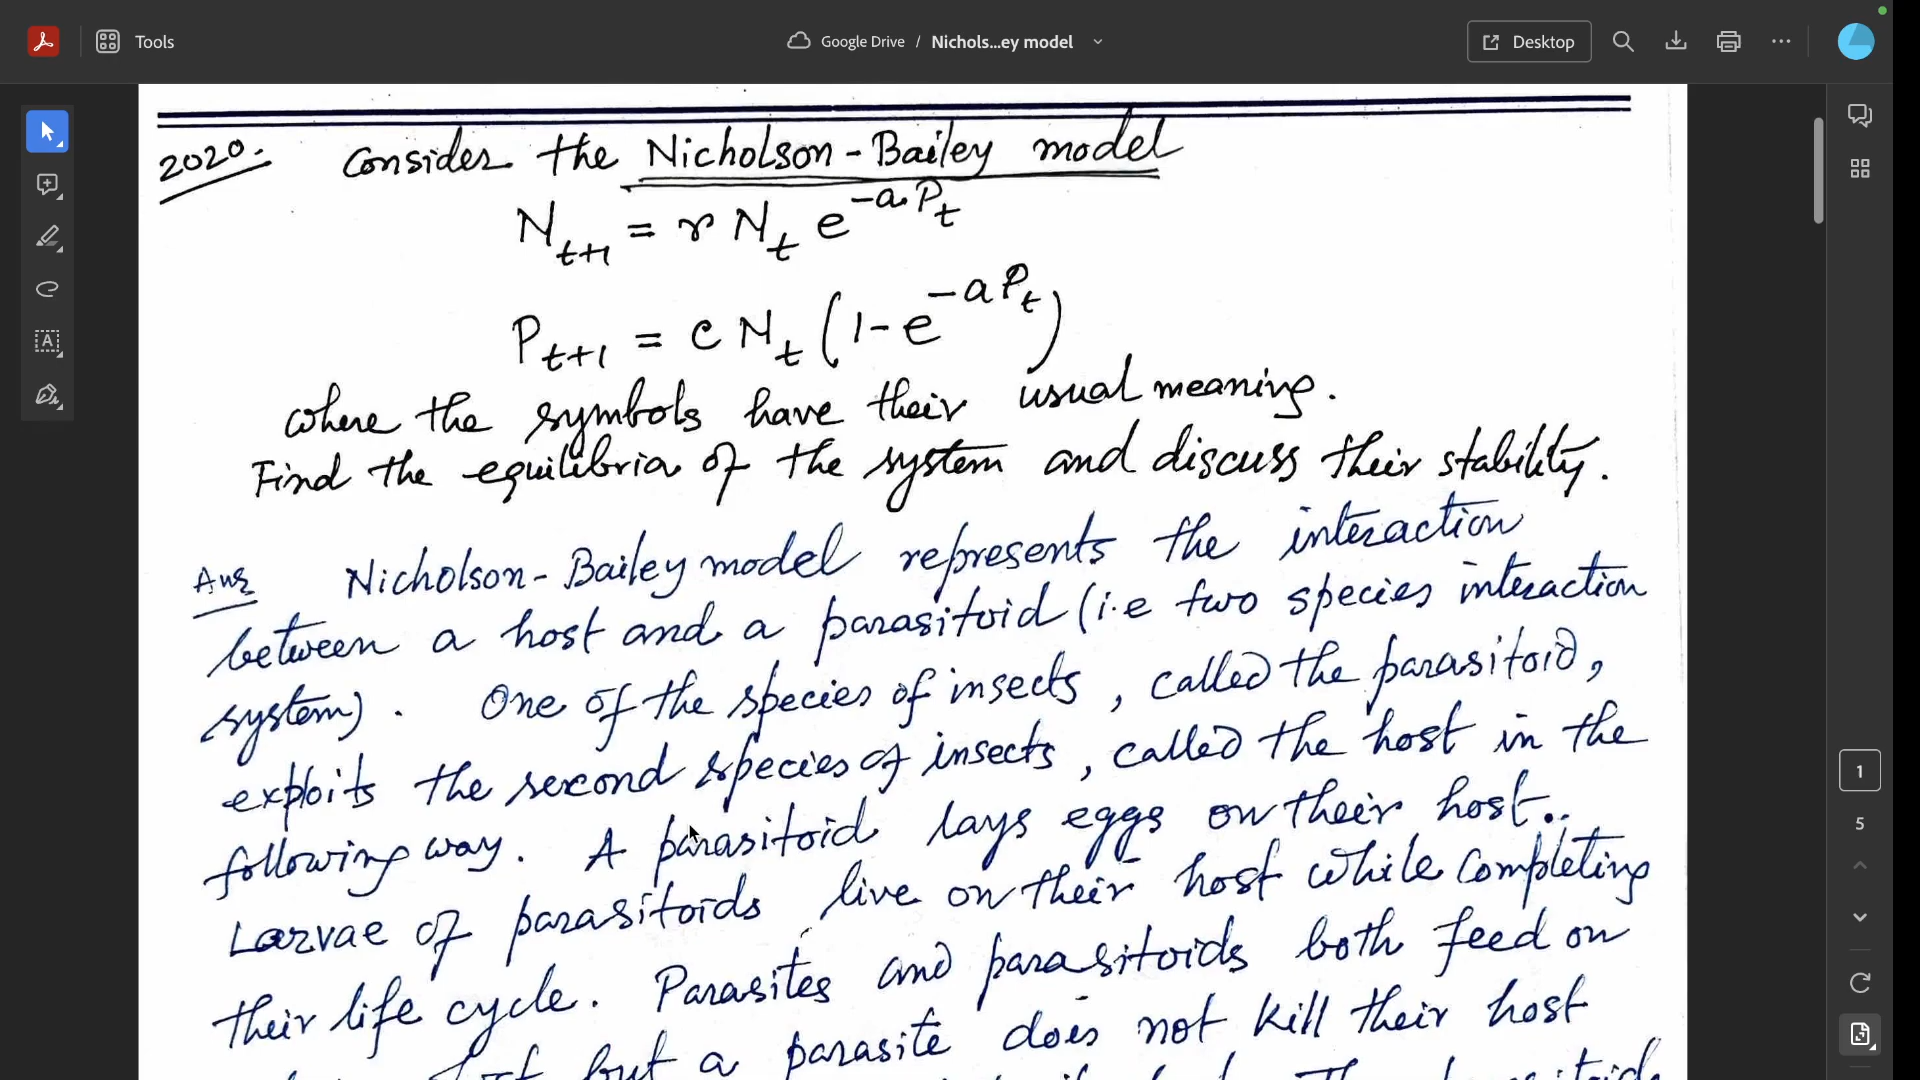 Tools
Google Drive / Nichols...ey model
Desktop
2020. Consider the Nicholson-Bailey model
N_{t+1} = r N_t e^{-a P_t}
P_{t+1} = c N_t (1 - e^{-a P_t})
where the symbols have their usual meaning.
Find the equilibria of the system and discuss their stability.
Ans Nicholson-Bailey model represents the interaction
between a host and a parasitoid (i.e two species interaction
system). One of the species of insects, called the parasitoid,
exploits the second species of insects, called the host in the
following way. A parasitoid lays eggs on their host..
Larvae of parasitoids live on their host while completing
their life cycle. Parasites and parasitoids both feed on
but a parasite does not kill their host
1
5